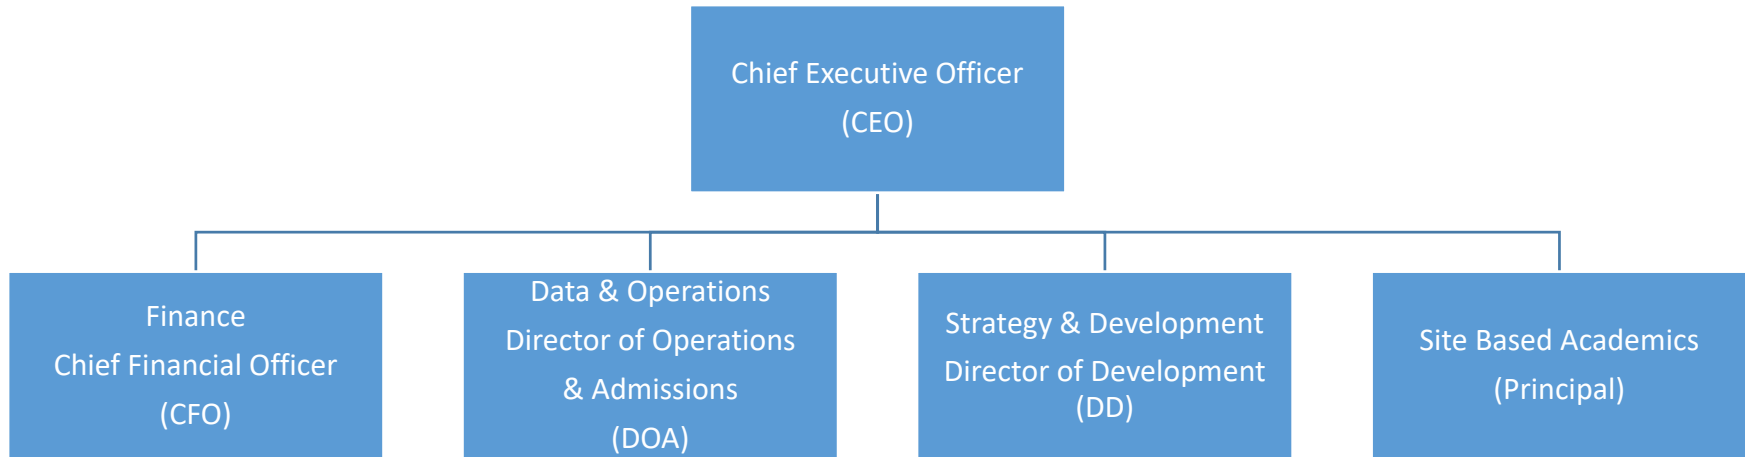 Chief Executive Officer
(CEO)
Finance
Chief Financial Officer
(CFO)
Data & Operations
Director of Operations
& Admissions
(DOA)
Strategy & Development
Director of Development
(DD)
Site Based Academics
(Principal)